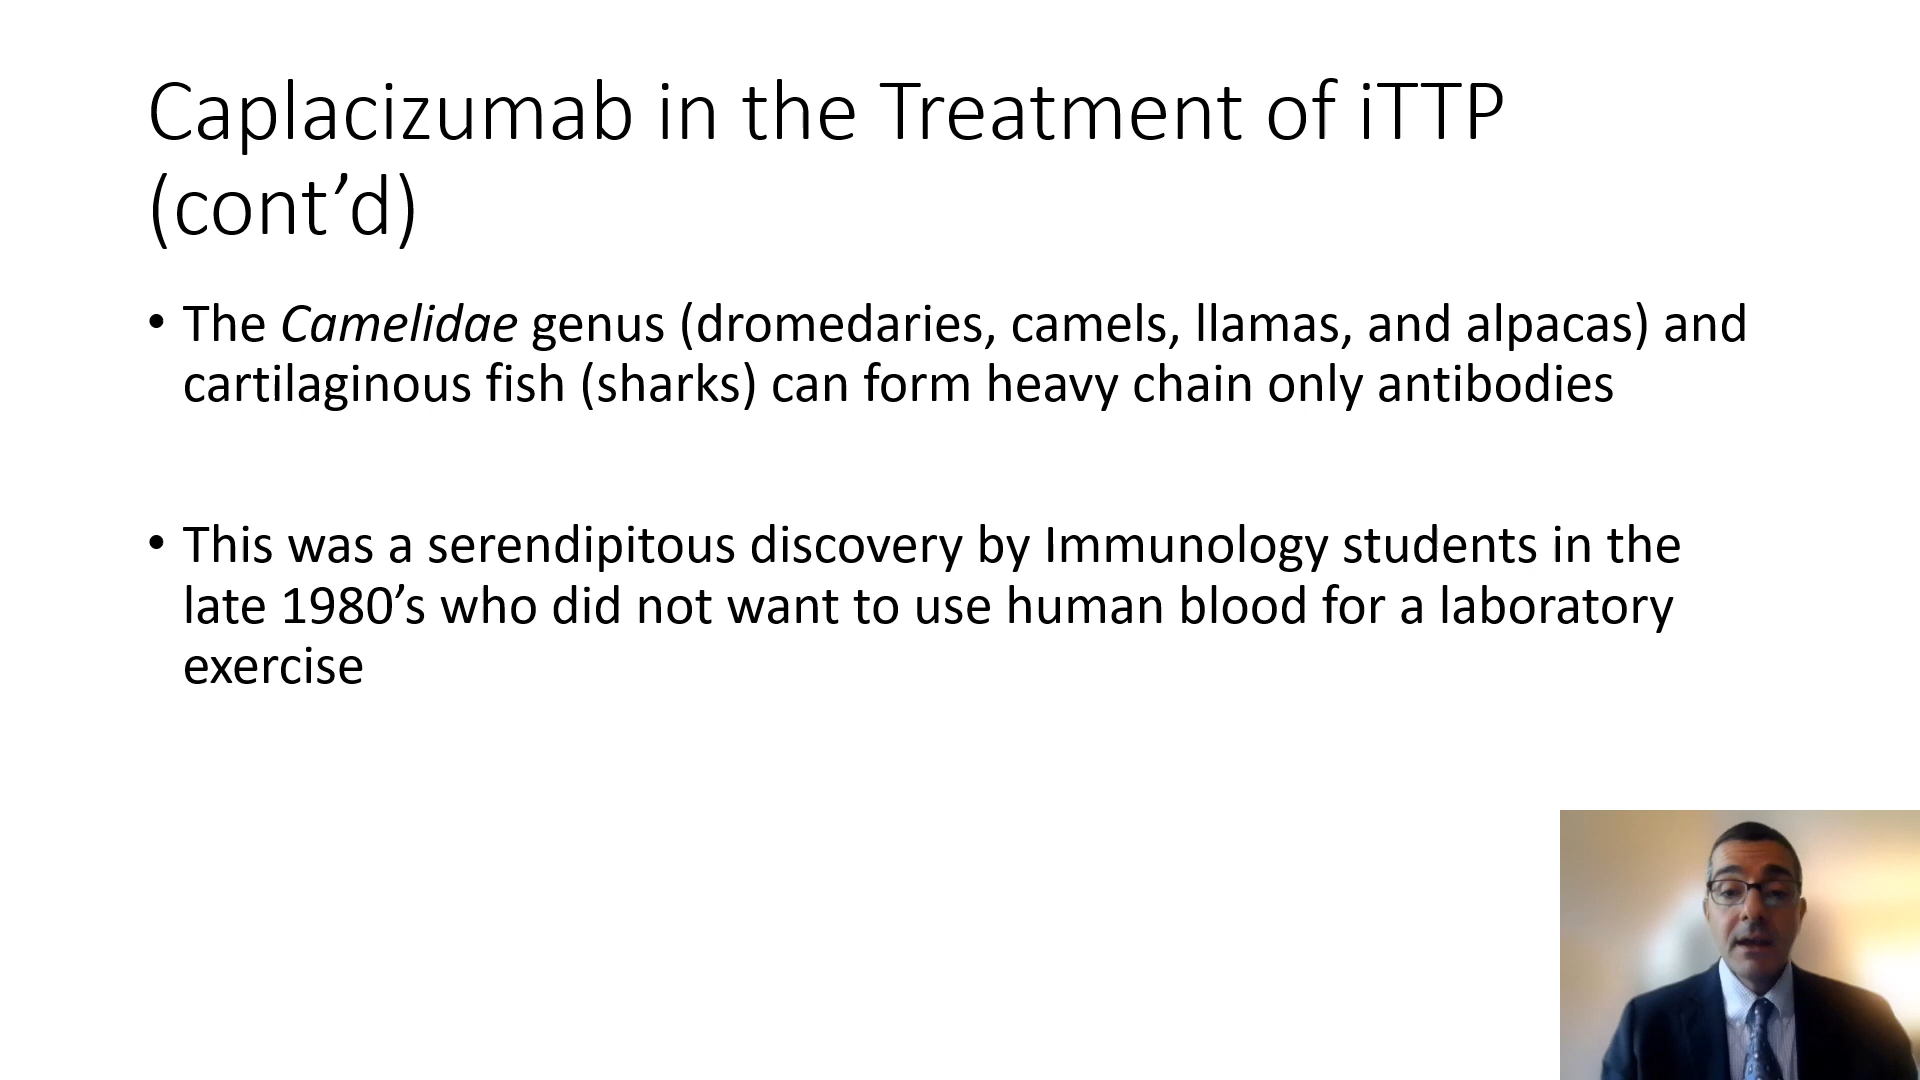 Caplacizumab in the Treatment of iTTP
(cont’d)
• The Camelidae genus (dromedaries, camels, llamas, and alpacas) and
cartilaginous fish (sharks) can form heavy chain only antibodies
• This was a serendipitous discovery by Immunology students in the
late 1980’s who did not want to use human blood for a laboratory
exercise